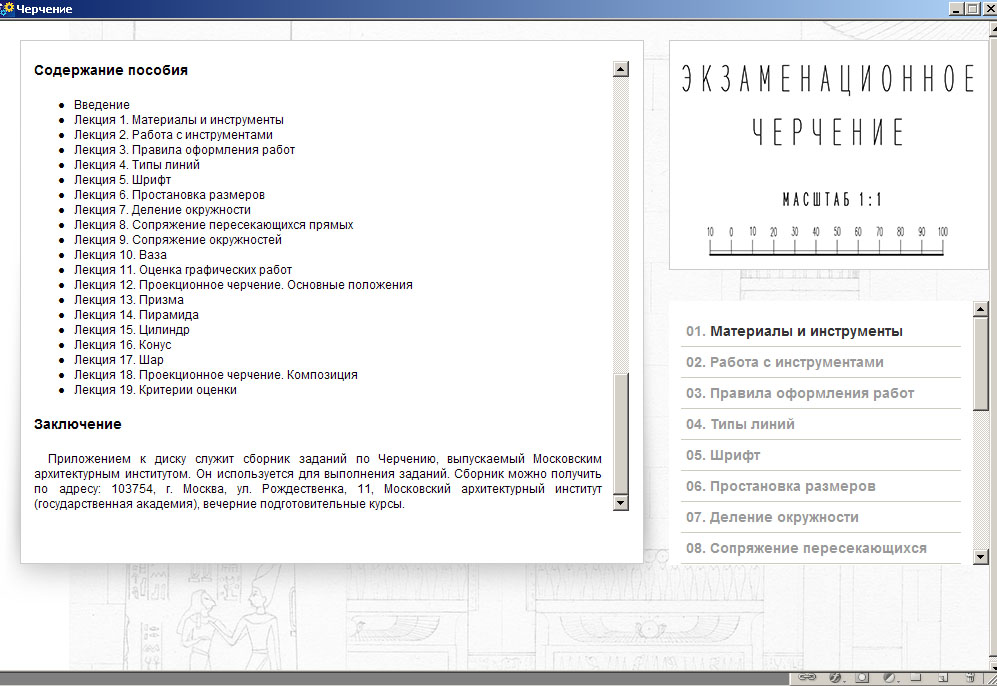 Черчение
Содержание пособия
Введение
Лекция 1. Материалы и инструменты
Лекция 2. Работа с инструментами
Лекция 3. Правила оформления работ
Лекция 4. Типы линий
Лекция 5. Шрифт
Лекция 6. Простановка размеров
Лекция 7. Деление окружности
Лекция 8. Сопряжение пересекающихся прямых
Лекция 9. Сопряжение окружностей
Лекция 10. Ваза
Лекция 11. Оценка графических работ
Лекция 12. Проекционное черчение. Основные положения
Лекция 13. Призма
Лекция 14. Пирамида
Лекция 15. Цилиндр
Лекция 16. Конус
Лекция 17. Шар
Лекция 18. Проекционное черчение. Композиция
Лекция 19. Критерии оценки
Заключение
Приложением к диску служит сборник заданий по Черчению, выпускаемый Московским
архитектурным институтом. Он используется для выполнения заданий. Сборник можно получить
по адресу: 103754, г. Москва, ул. Рождественка, 11, Московский архитектурный институт
(государственная академия), вечерние подготовительные курсы.
ЭКЗАМЕНАЦИОННОЕ
ЧЕРЧЕНИЕ
МАСШТАБ 1:1
10 0 10 20 30 40 50 60 70 80 90 100
01. Материалы и инструменты
02. Работа с инструментами
03. Правила оформления работ
04. Типы линий
05. Шрифт
06. Простановка размеров
07. Деление окружности
08. Сопряжение пересекающихся